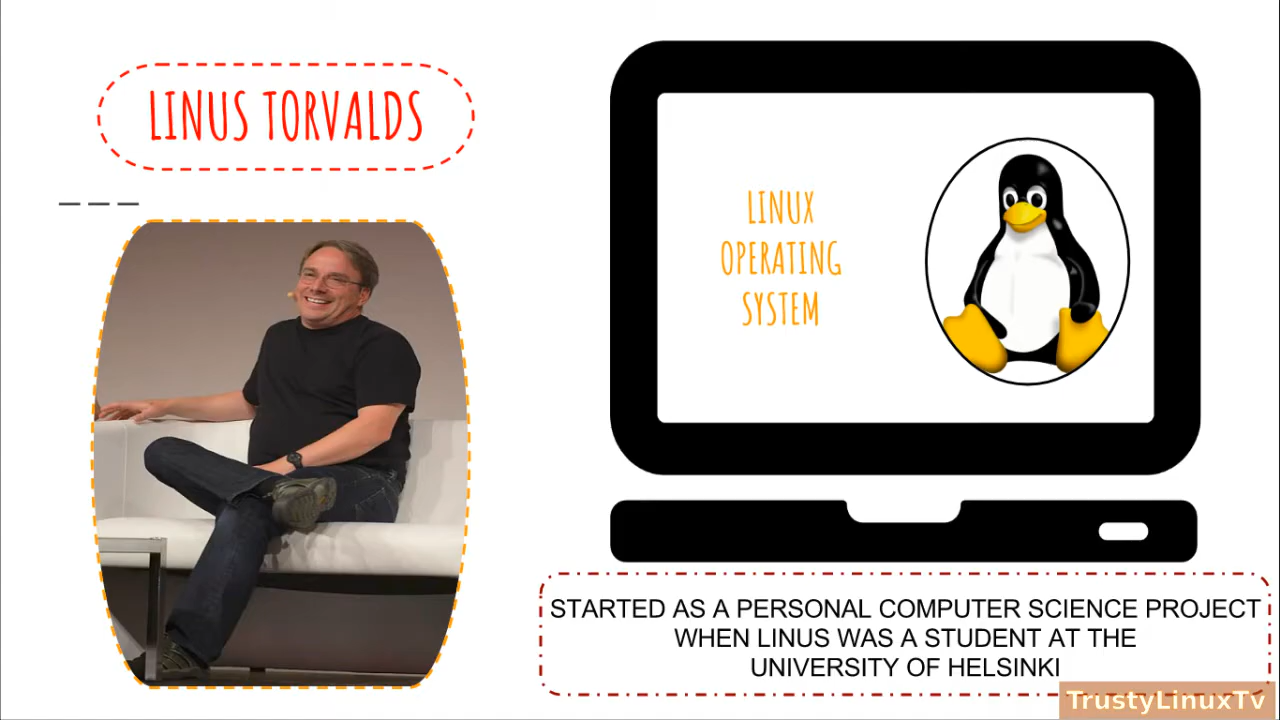 LINUS TORVALDS
LINUX
OPERATING
SYSTEM
STARTED AS A PERSONAL COMPUTER SCIENCE PROJECT
WHEN LINUS WAS A STUDENT AT THE
UNIVERSITY OF HELSINKI
TrustyLinuxTv